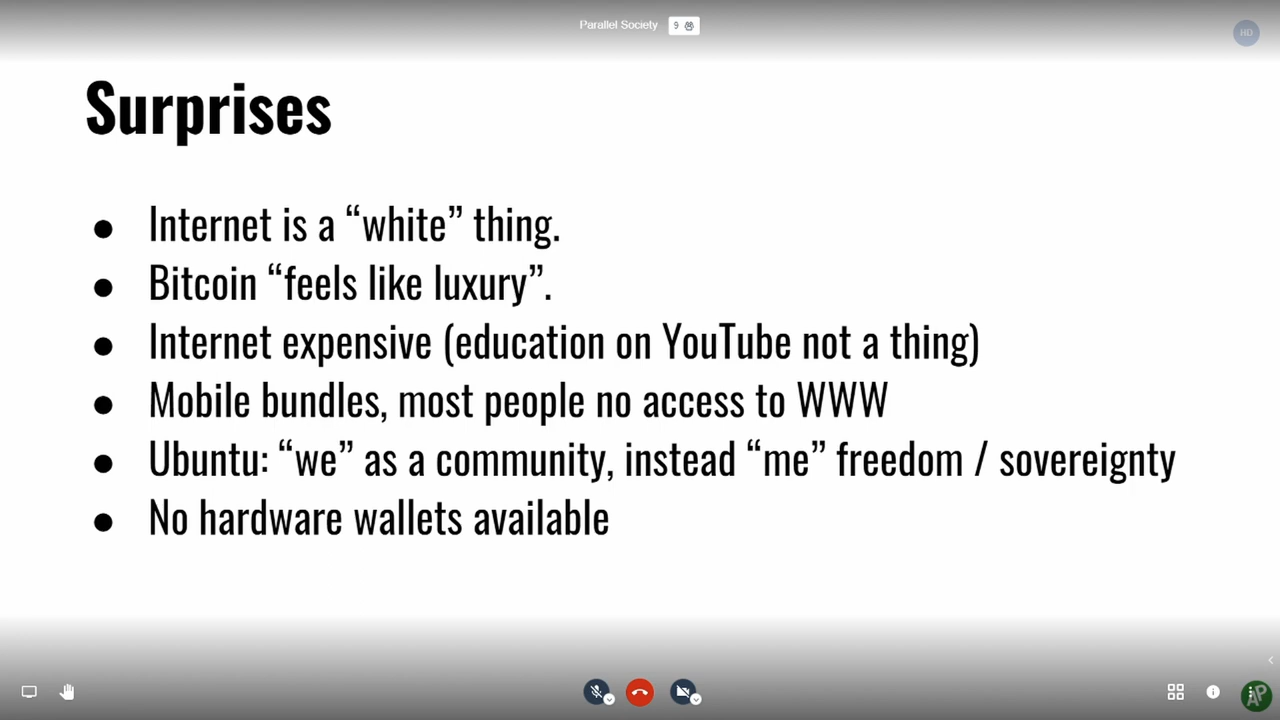 Parallel Society 9
HD
Surprises
● Internet is a “white” thing.
● Bitcoin “feels like luxury”.
● Internet expensive (education on YouTube not a thing)
● Mobile bundles, most people no access to WWW
● Ubuntu: “we” as a community, instead “me” freedom / sovereignty
● No hardware wallets available
AP